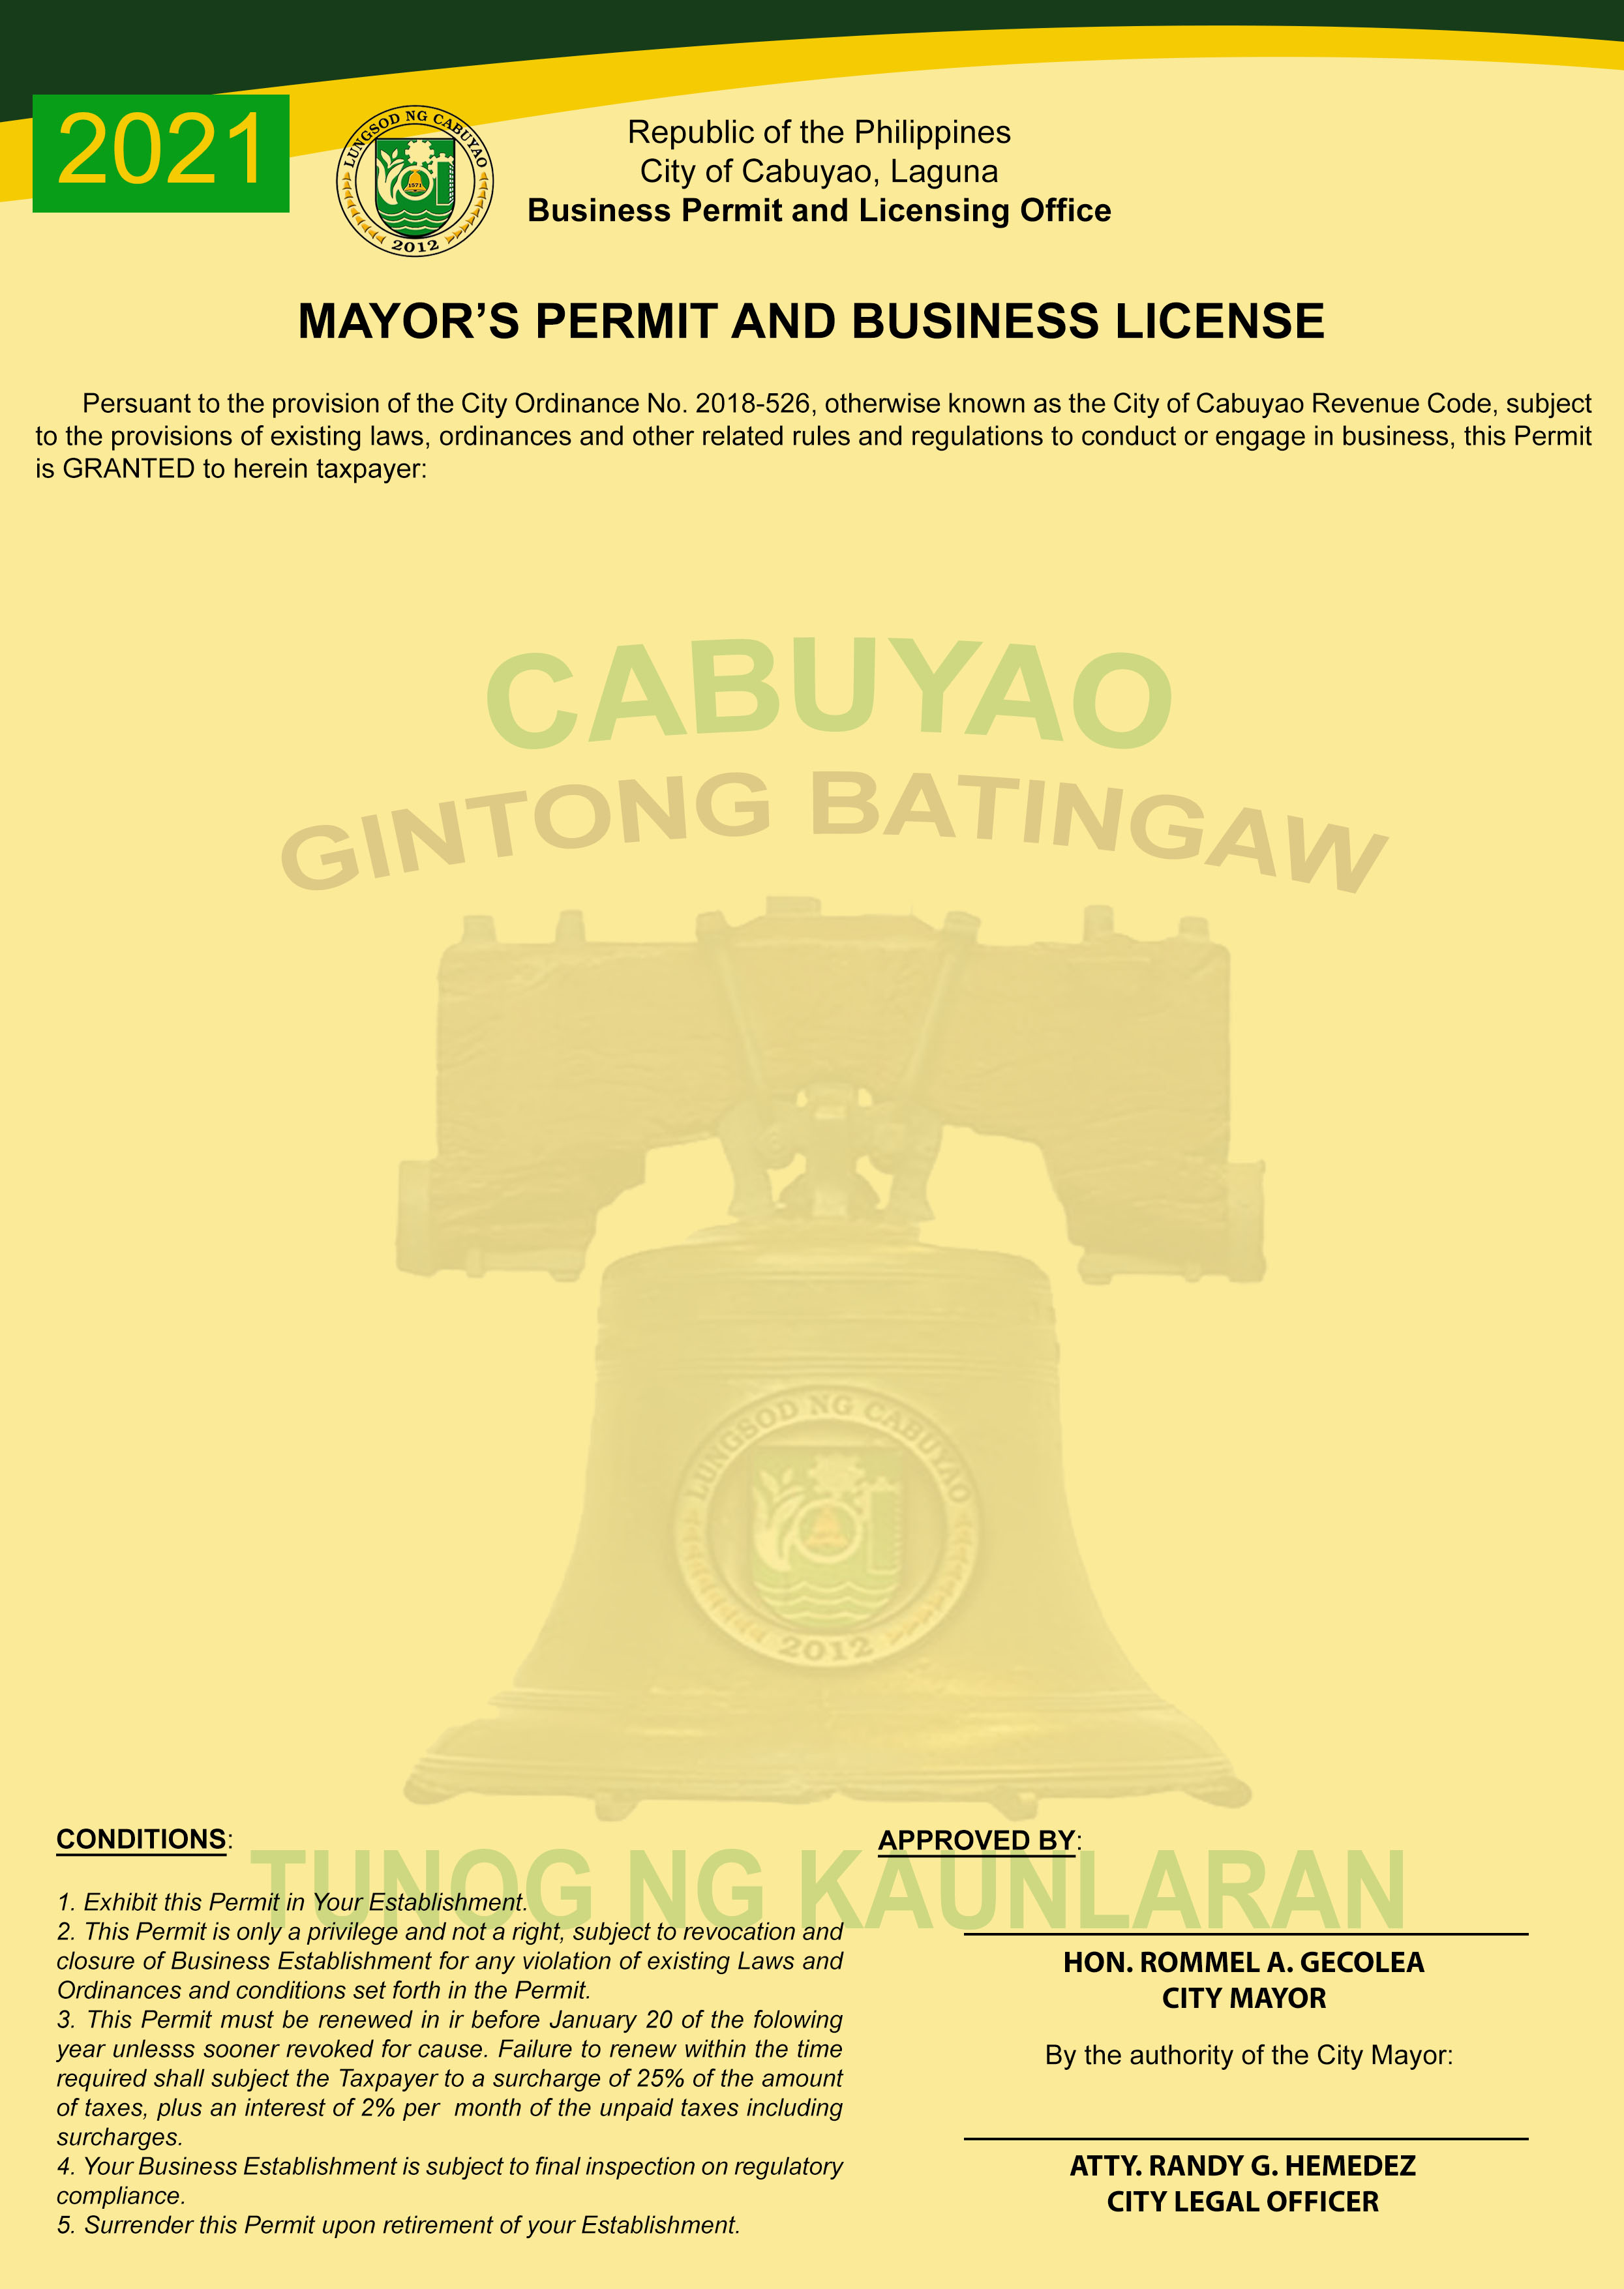 2021
LUNGSOD NG CABUYAO
1571
2012
Republic of the Philippines
City of Cabuyao, Laguna
Business Permit and Licensing Office
MAYOR’S PERMIT AND BUSINESS LICENSE
Persuant to the provision of the City Ordinance No. 2018-526, otherwise known as the City of Cabuyao Revenue Code, subject
to the provisions of existing laws, ordinances and other related rules and regulations to conduct or engage in business, this Permit
is GRANTED to herein taxpayer:
CABUYAO
GINTONG BATINGAW
LUNGSOD NG CABUYAO
2012
TUNOG NG KAUNLARAN
CONDITIONS:
1. Exhibit this Permit in Your Establishment.
2. This Permit is only a privilege and not a right, subject to revocation and
closure of Business Establishment for any violation of existing Laws and
Ordinances and conditions set forth in the Permit.
3. This Permit must be renewed in ir before January 20 of the folowing
year unlesss sooner revoked for cause. Failure to renew within the time
required shall subject the Taxpayer to a surcharge of 25% of the amount
of taxes, plus an interest of 2% per month of the unpaid taxes including
surcharges.
4. Your Business Establishment is subject to final inspection on regulatory
compliance.
5. Surrender this Permit upon retirement of your Establishment.
APPROVED BY:
HON. ROMMEL A. GECOLEA
CITY MAYOR
By the authority of the City Mayor:
ATTY. RANDY G. HEMEDEZ
CITY LEGAL OFFICER